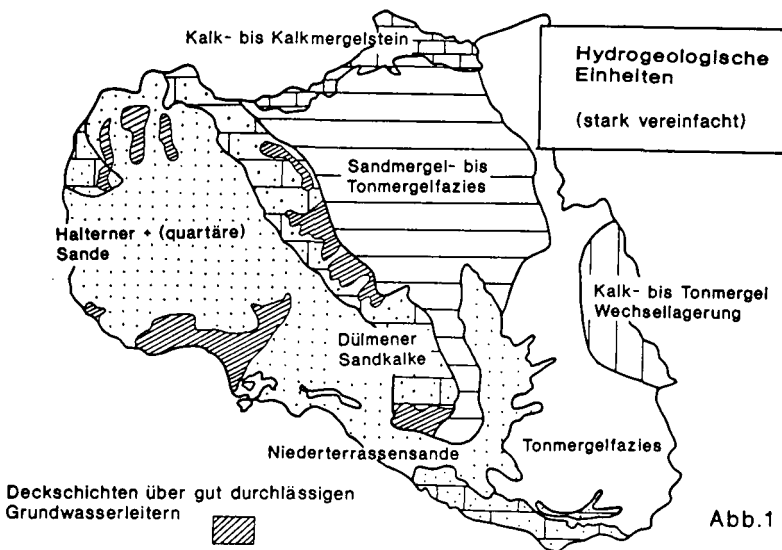 Kalk- bis Kalkmergelstein
Hydrogeologische
Einheiten
(stark vereinfacht)
Sandmergel- bis
Tonmergelfazies
Halterner + (quartäre)
Sande
Kalk- bis Tonmergel
Wechsellagerung
Dülmener
Sandkalke
Niederterrassensande
Tonmergelfazies
Deckschichten über gut durchlässigen
Grundwasserleitern
Abb.1